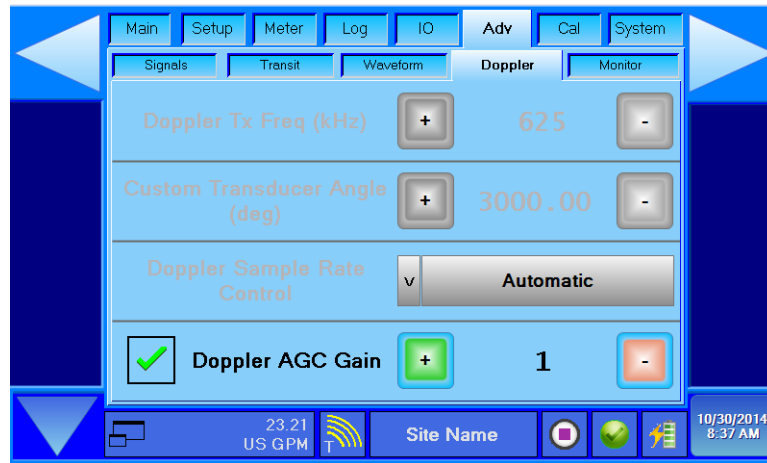 Main Setup Meter Log IO Adv Cal System
Signals Transit Waveform Doppler Monitor
Doppler Tx Freq (kHz) + 625 -
Custom Transducer Angle
(deg) + 3000.00 -
Doppler Sample Rate
Control v Automatic
Doppler AGC Gain + 1 -
23.21
US GPM T Site Name
10/30/2014
8:37 AM